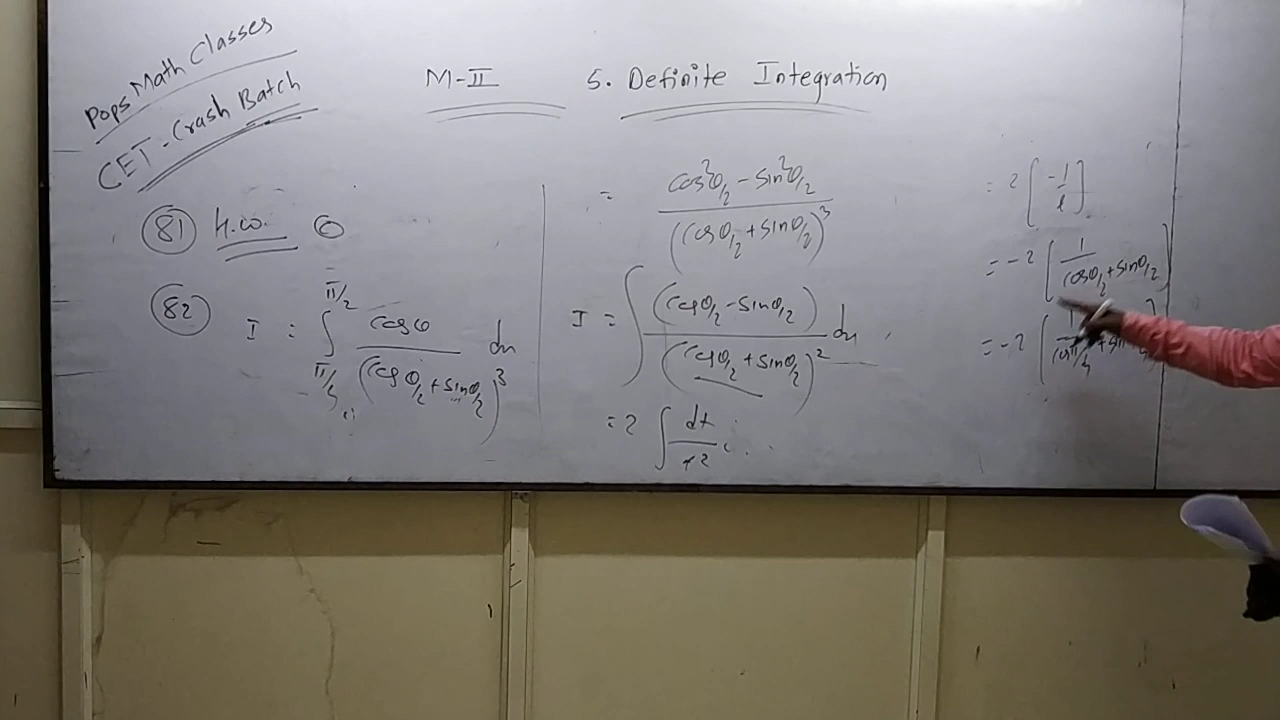 Pops Math Classes
CET-Crash Batch
M-II
5. Definite Integration
(81) H.W. ⓪
(82) I = ∫_{π/4}^{π/2} cosθ / (cosθ/2 + sinθ/2)^3 dx
= cos²θ/2 - sin²θ/2 / (cosθ/2 + sinθ/2)^3
I = ∫ (cosθ/2 - sinθ/2) / (cosθ/2 + sinθ/2)^2 dx
= 2 ∫ dt / t² ...
= 2 [-1/t]
= -2 [1 / cosθ/2 + sinθ/2
= -2 [